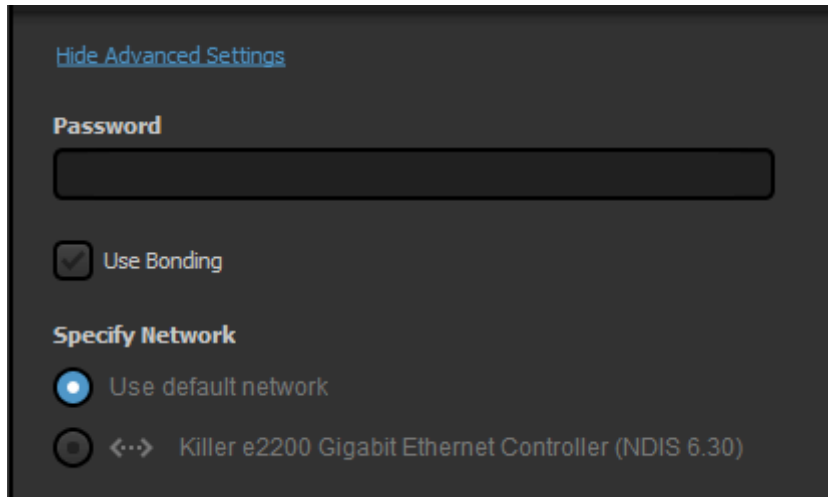 Hide Advanced Settings
Password
Use Bonding
Specify Network
Use default network
Killer e2200 Gigabit Ethernet Controller (NDIS 6.30)